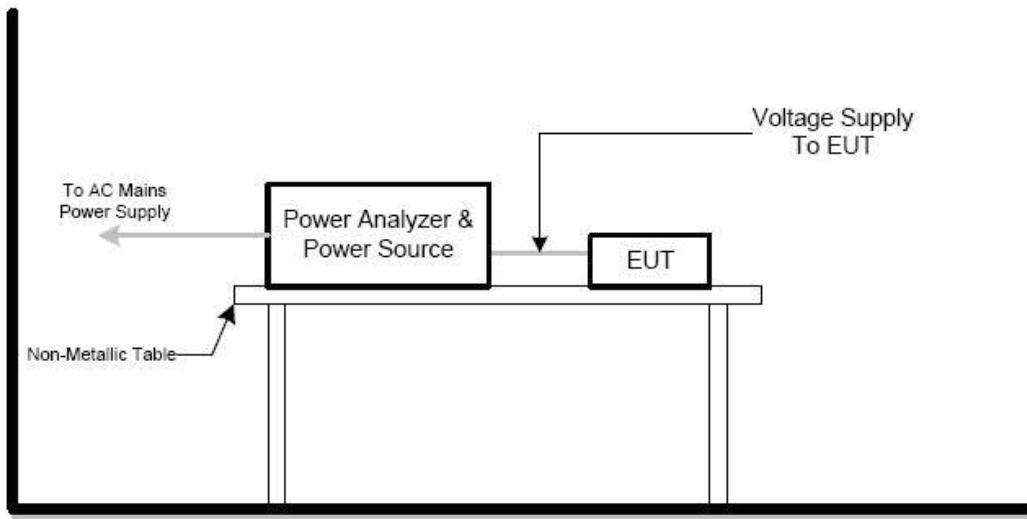 Voltage Supply
To EUT
To AC Mains
Power Supply
Power Analyzer &
Power Source
EUT
Non-Metallic Table